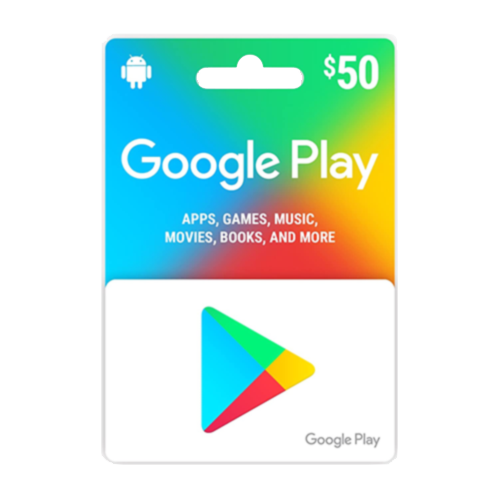 $50
Google Play
APPS, GAMES, MUSIC,
MOVIES, BOOKS, AND MORE
Google Play